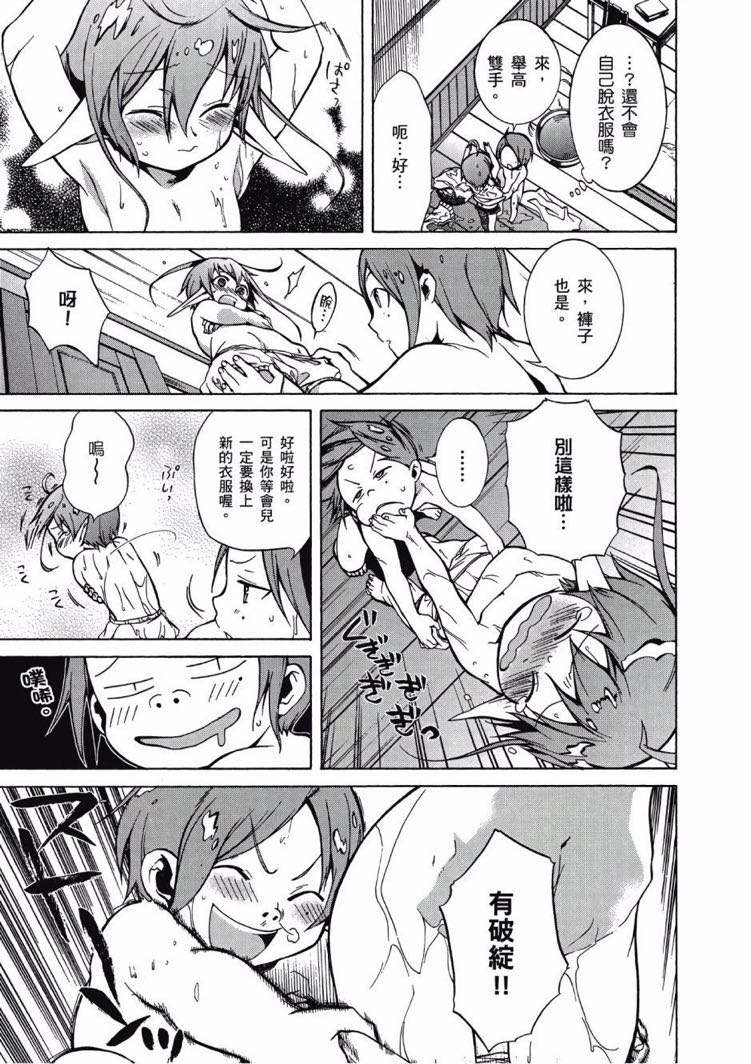 …？還不會
自己脫衣服嗎？
來，
舉高
雙手。
呃…好…
ぱさっ
來，褲子
也是。
脫…
呀！
別這樣啦…
……
じぎぎぎぎぎっ
好啦好啦。
可是你等會兒
一定要換上
新的衣服喔。
嗚～
ぷいっ
噗唏。
有破綻!!